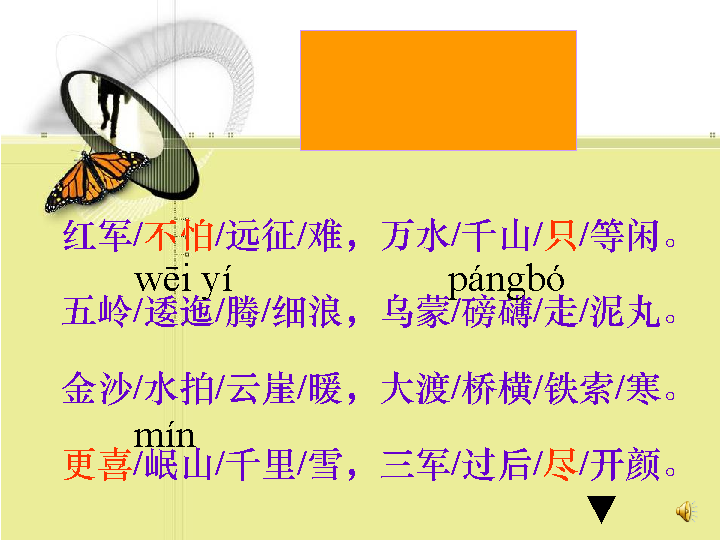 红军/不怕/远征/难，万水/千山/只/等闲。
wēi yí pángbó
五岭/逶迤/腾/细浪，乌蒙/磅礴/走/泥丸。
金沙/水拍/云崖/暖，大渡/桥横/铁索/寒。
mín
更喜/岷山/千里/雪，三军/过后/尽/开颜。